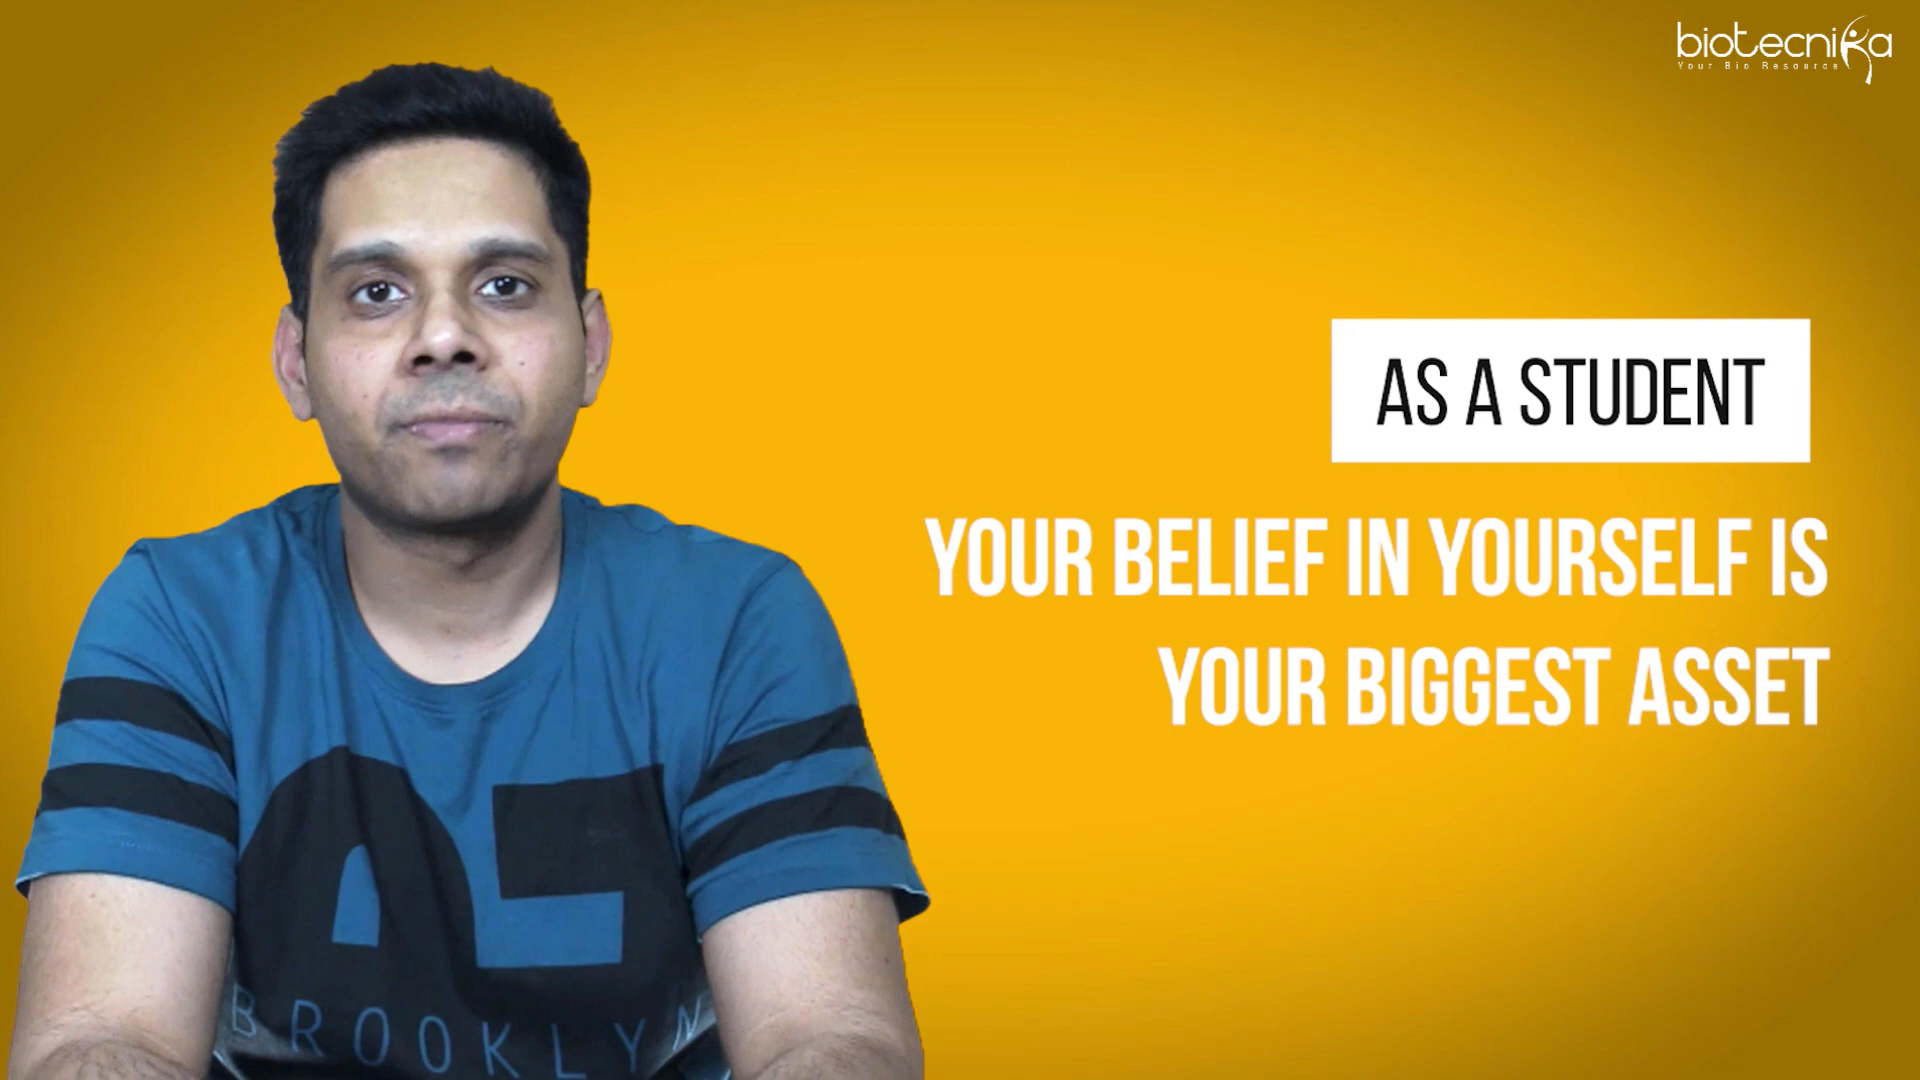 biotecnika
Your Bio Resource
AS A STUDENT
YOUR BELIEF IN YOURSELF IS
YOUR BIGGEST ASSET
BROOKLYN